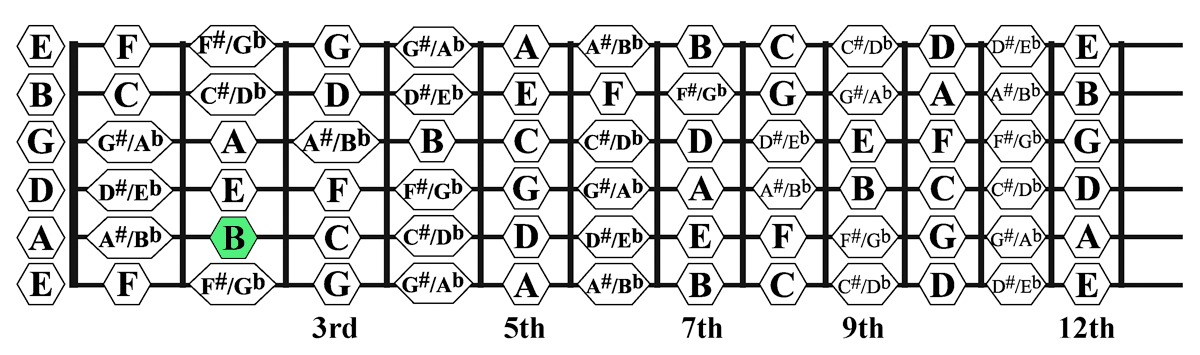 E F F#/Gb G G#/Ab A A#/Bb B C C#/Db D D#/Eb E
B C C#/Db D D#/Eb E F F#/Gb G G#/Ab A A#/Bb B
G G#/Ab A A#/Bb B C C#/Db D D#/Eb E F F#/Gb G
D D#/Eb E F F#/Gb G G#/Ab A A#/Bb B C C#/Db D
A A#/Bb B C C#/Db D D#/Eb E F F#/Gb G G#/Ab A
E F F#/Gb G G#/Ab A A#/Bb B C C#/Db D D#/Eb E
3rd 5th 7th 9th 12th